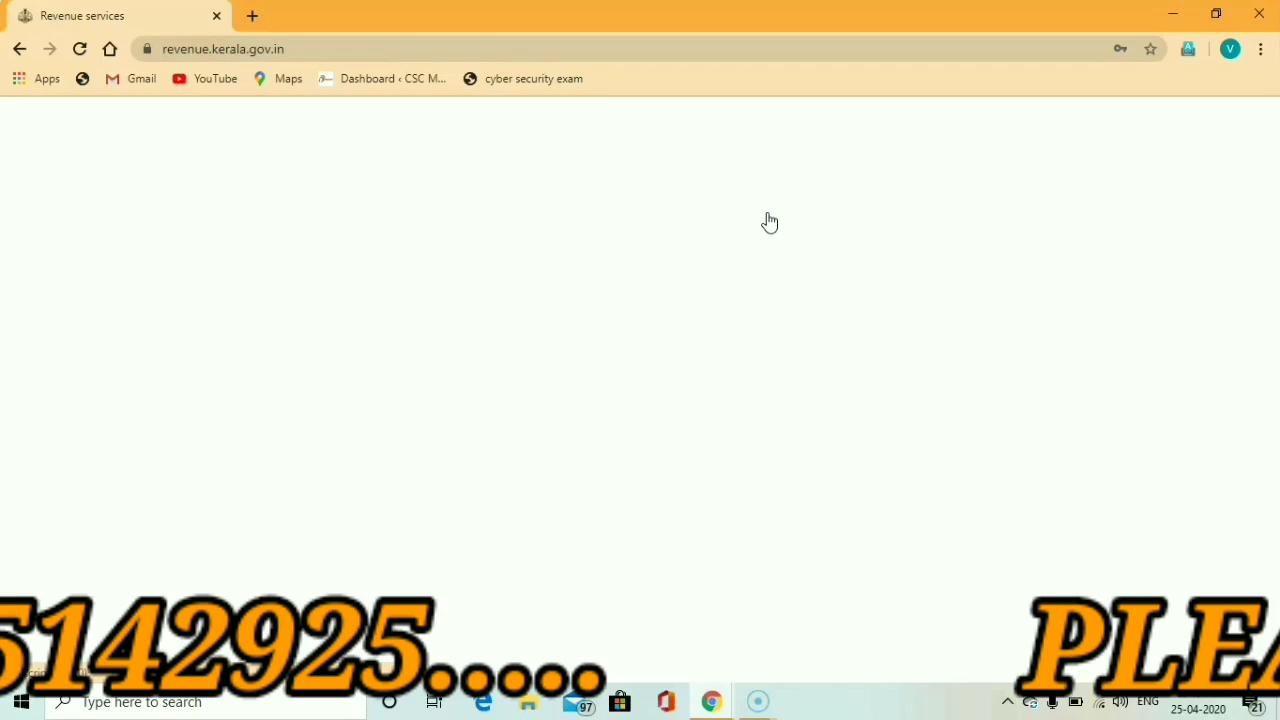 Revenue services
revenue.kerala.gov.in
Apps Gmail YouTube Maps Dashboard ‹ CSC M... cyber security exam
5142925..... PLEA
Type here to search 97 ENG 25-04-2020 21